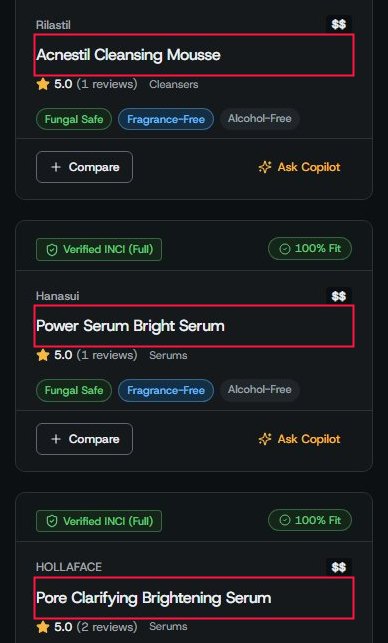 Rilastil
$$
Acnestil Cleansing Mousse
5.0 (1 reviews) Cleansers
Fungal Safe Fragrance-Free Alcohol-Free
+ Compare Ask Copilot
Verified INCI (Full) 100% Fit
Hanasui $$
Power Serum Bright Serum
5.0 (1 reviews) Serums
Fungal Safe Fragrance-Free Alcohol-Free
+ Compare Ask Copilot
Verified INCI (Full) 100% Fit
HOLLAFACE $$
Pore Clarifying Brightening Serum
5.0 (2 reviews) Serums